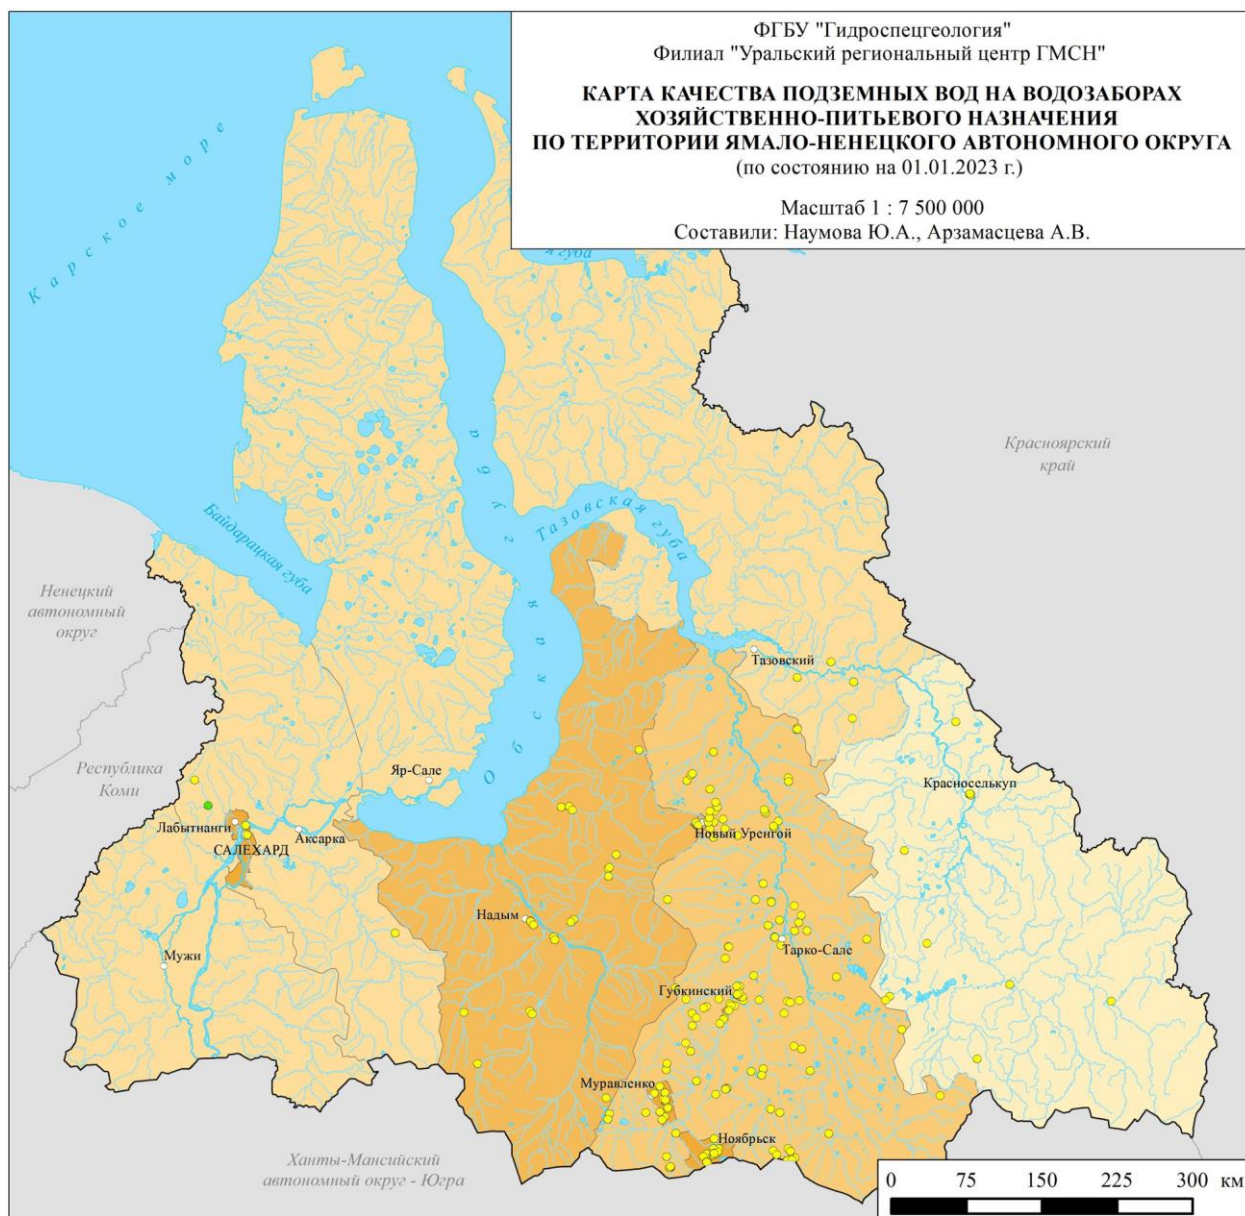 ФГБУ "Гидроспецгеология"
Филиал "Уральский региональный центр ГМСН"
КАРТА КАЧЕСТВА ПОДЗЕМНЫХ ВОД НА ВОДОЗАБОРАХ
ХОЗЯЙСТВЕННО-ПИТЬЕВОГО НАЗНАЧЕНИЯ
ПО ТЕРРИТОРИИ ЯМАЛО-НЕНЕЦКОГО АВТОНОМНОГО ОКРУГА
(по состоянию на 01.01.2023 г.)
Масштаб 1 : 7 500 000
Составили: Наумова Ю.А., Арзамасцева А.В.
Карское море
губа
Красноярский
край
Байдарацкая губа
Тазовская губа
Обская губа
Ненецкий
автономный
округ
Тазовский
Республика
Коми
Яр-Сале
Красноселькуп
Лабытнанги
Аксарка
САЛЕХАРД
Новый Уренгой
Надым
Тарко-Сале
Мужи
Губкинский
Муравленко
Ноябрьск
Ханты-Мансийский
автономный округ - Югра
0 75 150 225 300 км